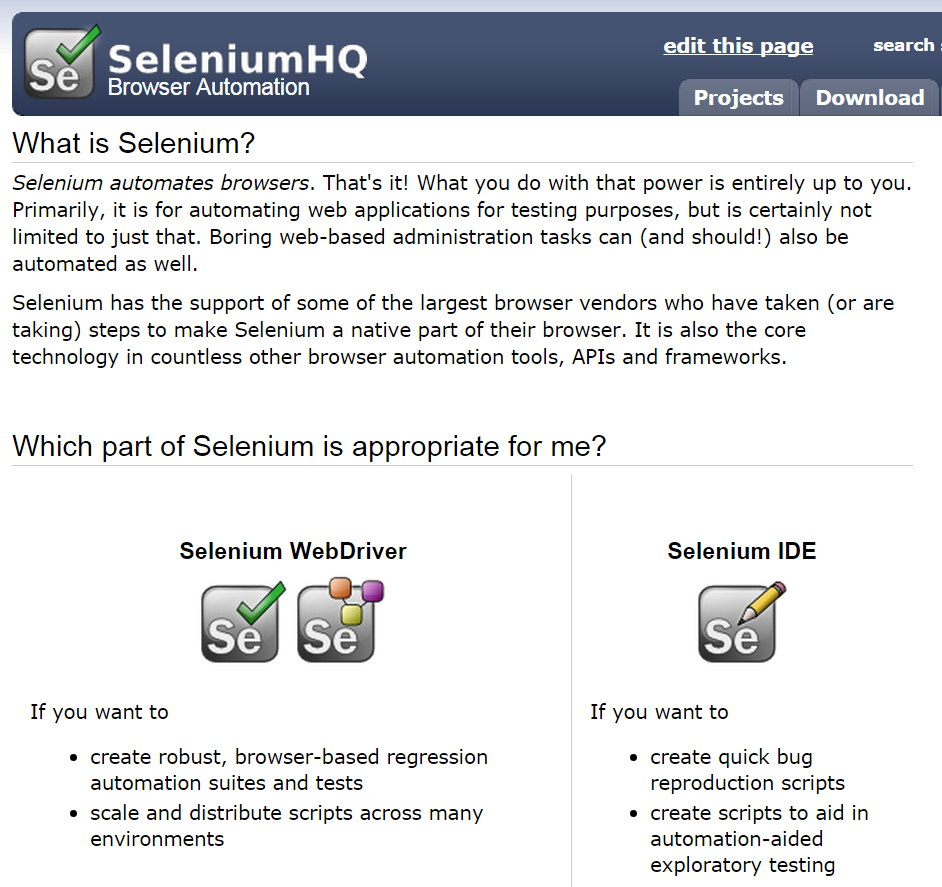 Se SeleniumHQ
Browser Automation
edit this page
search
Projects
Download
What is Selenium?
Selenium automates browsers. That's it! What you do with that power is entirely up to you.
Primarily, it is for automating web applications for testing purposes, but is certainly not
limited to just that. Boring web-based administration tasks can (and should!) also be
automated as well.
Selenium has the support of some of the largest browser vendors who have taken (or are
taking) steps to make Selenium a native part of their browser. It is also the core
technology in countless other browser automation tools, APIs and frameworks.
Which part of Selenium is appropriate for me?
Selenium WebDriver
Se Se
If you want to
create robust, browser-based regression
automation suites and tests
scale and distribute scripts across many
environments
Selenium IDE
Se
If you want to
create quick bug
reproduction scripts
create scripts to aid in
automation-aided
exploratory testing